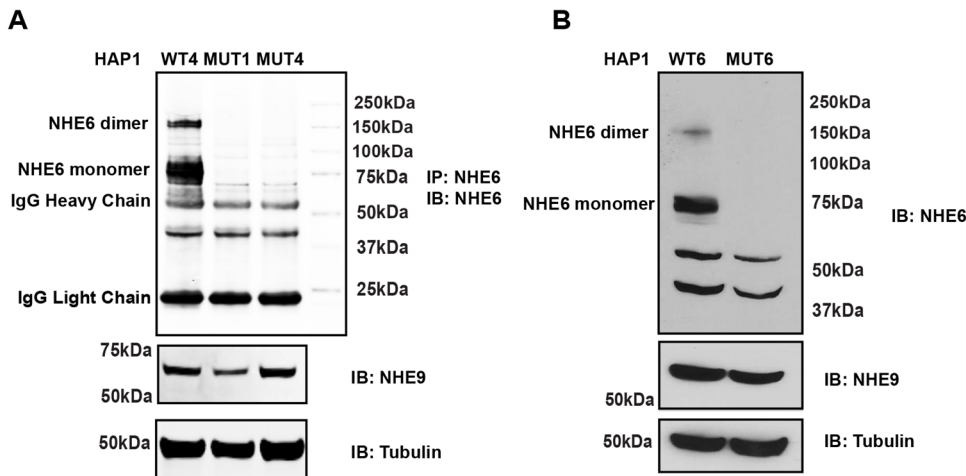 A
HAP1 WT4 MUT1 MUT4
NHE6 dimer
NHE6 monomer
IgG Heavy Chain
IgG Light Chain
250kDa
150kDa
100kDa
75kDa
50kDa
37kDa
25kDa
IP: NHE6
IB: NHE6
75kDa
50kDa
IB: NHE9
50kDa
IB: Tubulin
B
HAP1 WT6 MUT6
NHE6 dimer
NHE6 monomer
250kDa
150kDa
100kDa
75kDa
50kDa
37kDa
IB: NHE6
50kDa
IB: NHE9
50kDa
IB: Tubulin